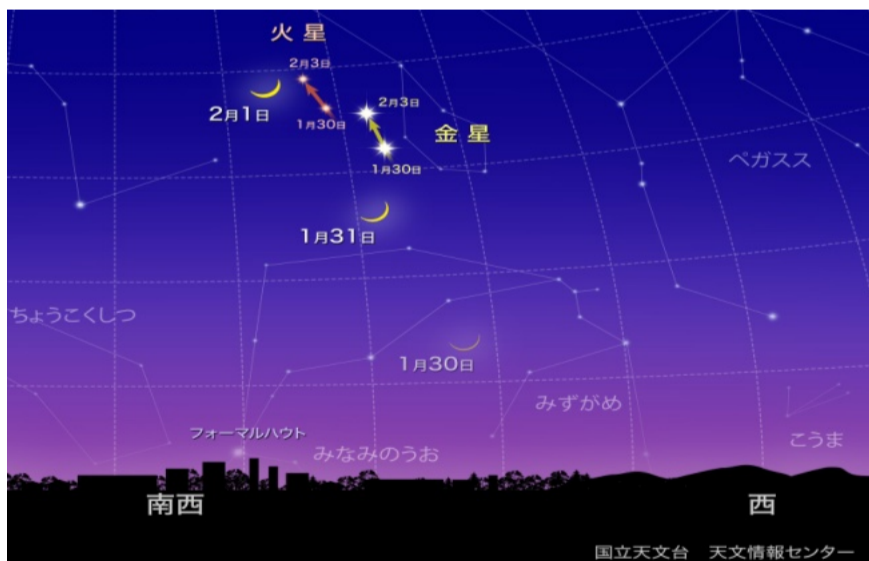 火星
2月3日
2月1日
1月30日
2月3日
金星
1月30日
ペガスス
1月31日
ちょうこくしつ
1月30日
みずがめ
フォーマルハウト
みなみのうお
こうま
南西
西
国立天文台 天文情報センター